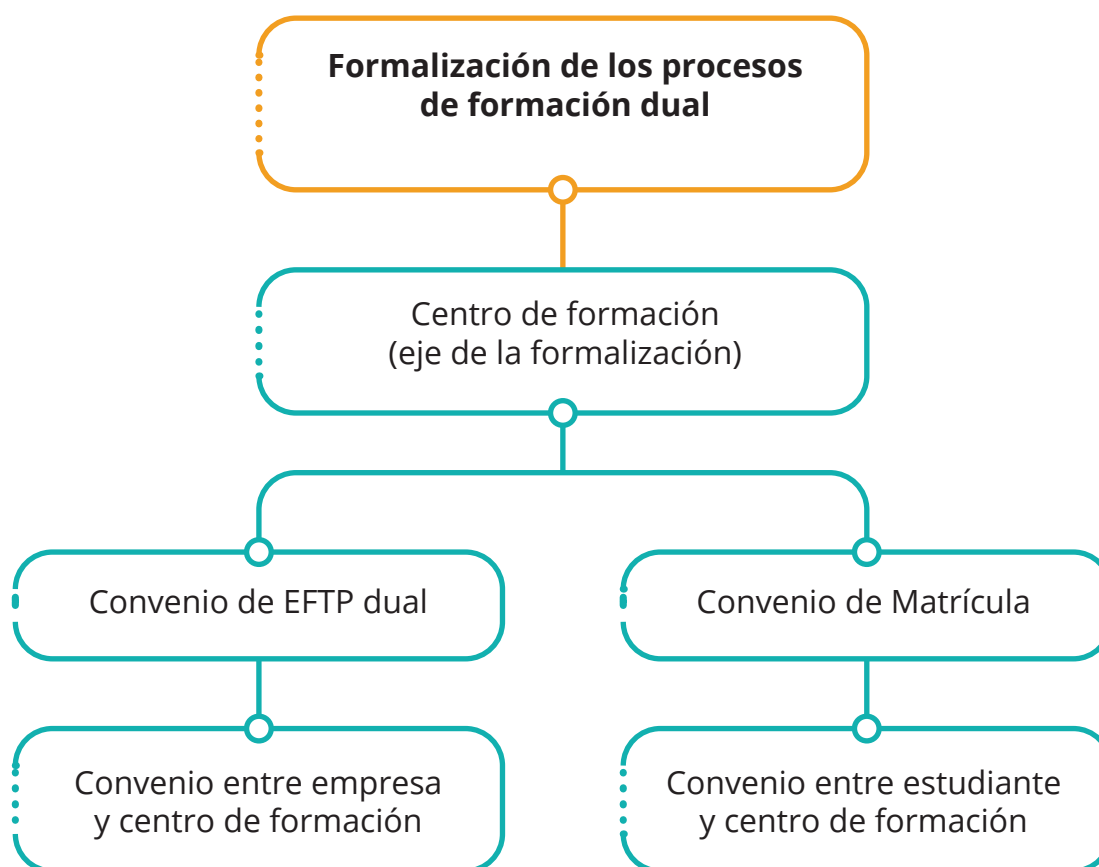 Formalización de los procesos
de formación dual
Centro de formación
(eje de la formalización)
Convenio de EFTP dual
Convenio de Matrícula
Convenio entre empresa
y centro de formación
Convenio entre estudiante
y centro de formación